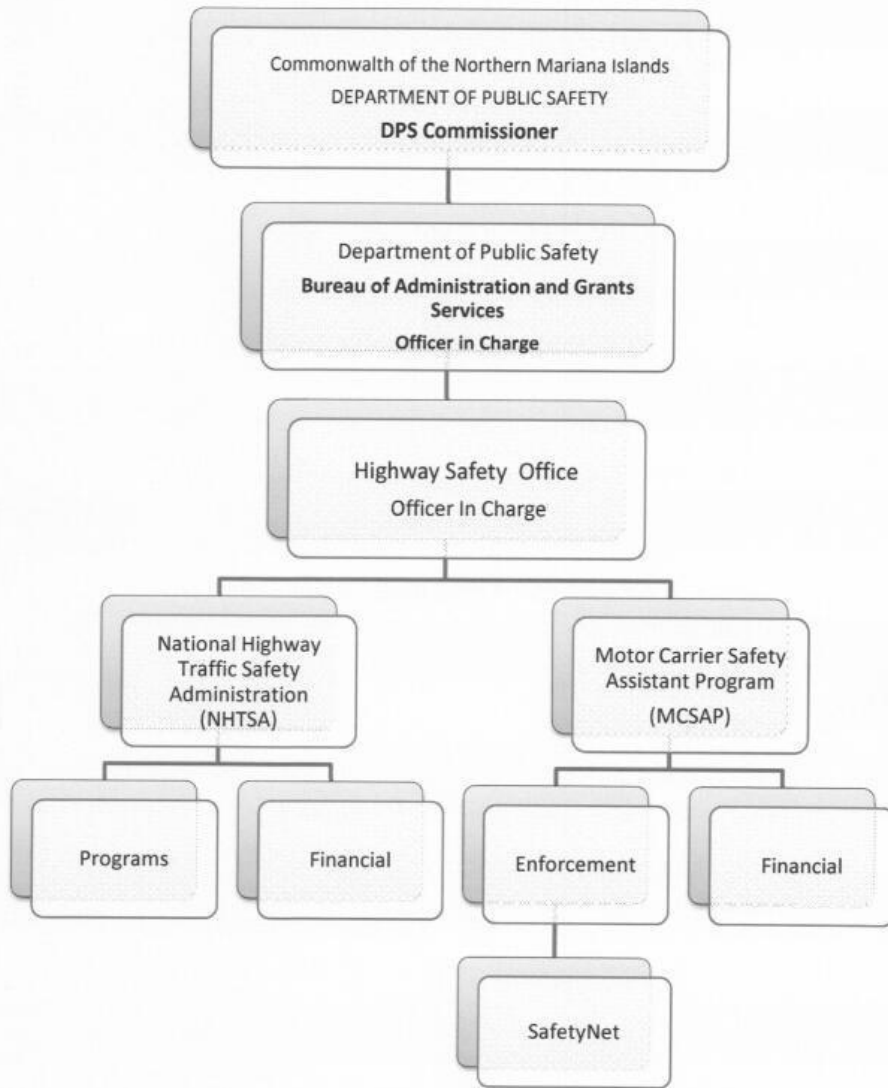 Commonwalth of the Northern Mariana Islands
DEPARTMENT OF PUBLIC SAFETY
DPS Commissioner
Department of Public Safety
Bureau of Administration and Grants
Services
Officer in Charge
Highway Safety Office
Officer In Charge
National Highway
Traffic Safety
Administration
(NHTSA)
Motor Carrier Safety
Assistant Program
(MCSAP)
Programs
Financial
Enforcement
Financial
SafetyNet